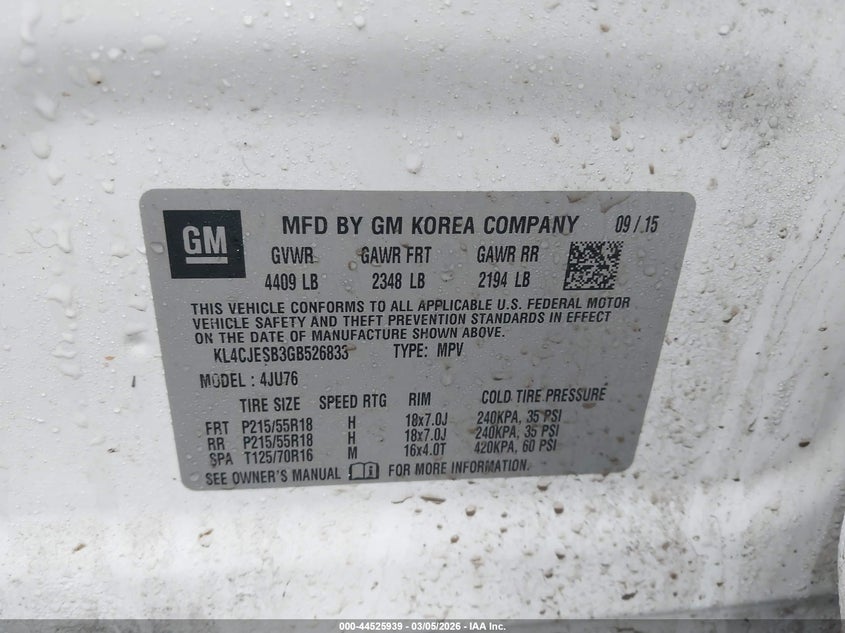 GM MFD BY GM KOREA COMPANY 09 / 15
GVWR GAWR FRT GAWR RR
4409 LB 2348 LB 2194 LB
THIS VEHICLE CONFORMS TO ALL APPLICABLE U.S. FEDERAL MOTOR
VEHICLE SAFETY AND THEFT PREVENTION STANDARDS IN EFFECT
ON THE DATE OF MANUFACTURE SHOWN ABOVE.
KL4CJESB3GB526833 TYPE: MPV
MODEL : 4JU76
TIRE SIZE SPEED RTG RIM COLD TIRE PRESSURE
FRT P215/55R18 H 18x7.0J 240KPA, 35 PSI
RR P215/55R18 H 18x7.0J 240KPA, 35 PSI
SPA T125/70R16 M 16x4.0T 420KPA, 60 PSI
SEE OWNER'S MANUAL FOR MORE INFORMATION.
000-44525939 - 03/05/2026 - IAA Inc.